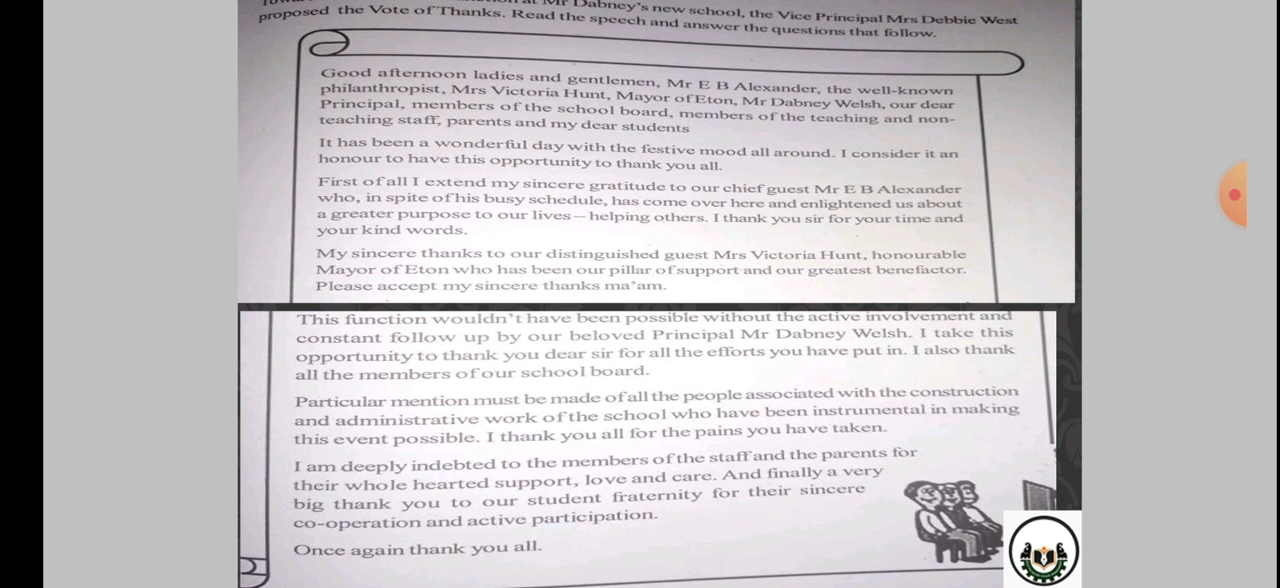 at Mr Dabney's new school, the Vice Principal Mrs Debbie West
proposed the Vote of Thanks. Read the speech and answer the questions that follow.
Good afternoon ladies and gentlemen, Mr E B Alexander, the well-known
philanthropist, Mrs Victoria Hunt, Mayor of Eton, Mr Dabney Welsh, our dear
Principal, members of the school board, members of the teaching and non-
teaching staff, parents and my dear students
It has been a wonderful day with the festive mood all around. I consider it an
honour to have this opportunity to thank you all.
First of all I extend my sincere gratitude to our chief guest Mr E B Alexander
who, in spite of his busy schedule, has come over here and enlightened us about
a greater purpose to our lives – helping others. I thank you sir for your time and
your kind words.
My sincere thanks to our distinguished guest Mrs Victoria Hunt, honourable
Mayor of Eton who has been our pillar of support and our greatest benefactor.
Please accept my sincere thanks ma'am.
This function wouldn't have been possible without the active involvement and
constant follow up by our beloved Principal Mr Dabney Welsh. I take this
opportunity to thank you dear sir for all the efforts you have put in. I also thank
all the members of our school board.
Particular mention must be made of all the people associated with the construction
and administrative work of the school who have been instrumental in making
this event possible. I thank you all for the pains you have taken.
I am deeply indebted to the members of the staff and the parents for
their whole hearted support, love and care. And finally a very
big thank you to our student fraternity for their sincere
co-operation and active participation.
Once again thank you all.